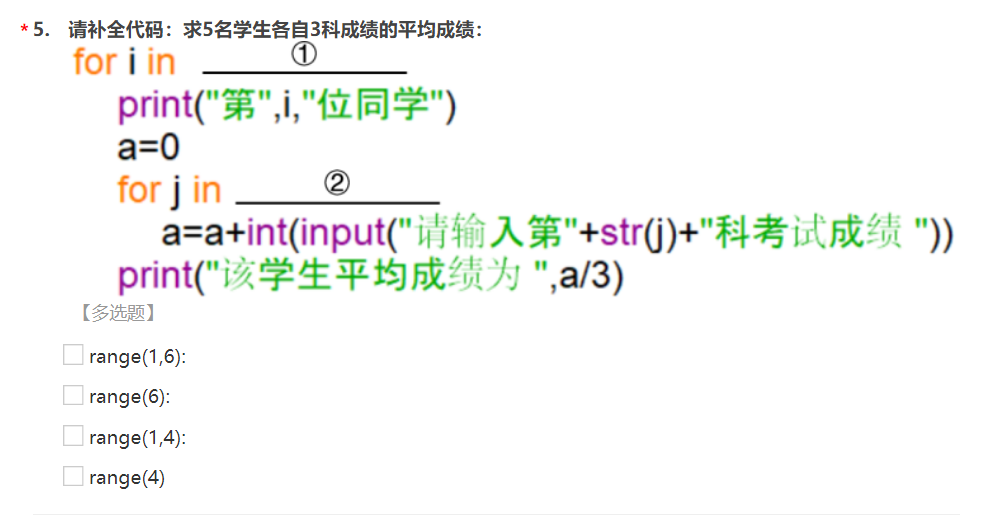 * 5. 请补全代码：求5名学生各自3科成绩的平均成绩：
for i in ____①____
print("第",i,"位同学")
a=0
for j in ____②____
a=a+int(input("请输入第"+str(j)+"科考试成绩 "))
print("该学生平均成绩为 ",a/3)
【多选题】
range(1,6):
range(6):
range(1,4):
range(4)